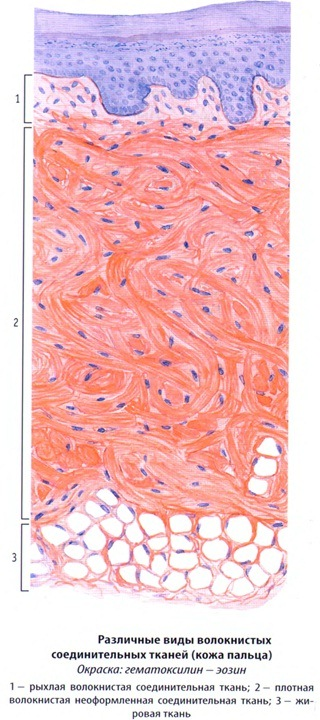 1
2
3
Различные виды волокнистых
соединительных тканей (кожа пальца)
Окраска: гематоксилин – эозин
1 – рыхлая волокнистая соединительная ткань; 2 – плотная
волокнистая неоформленная соединительная ткань; 3 – жи-
ровая ткань